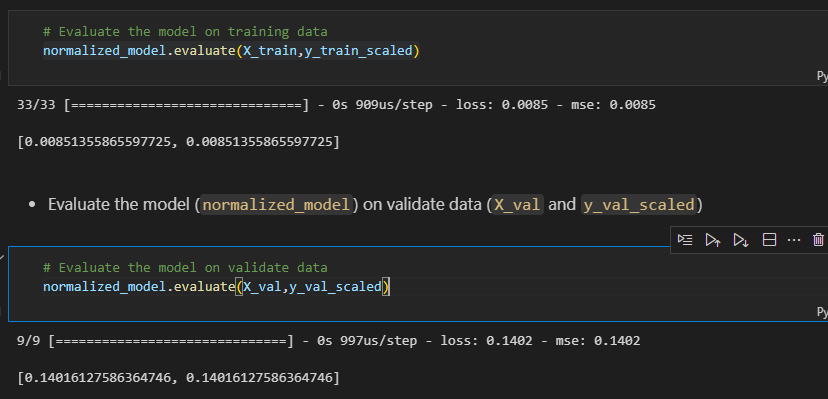 # Evaluate the model on training data
normalized_model.evaluate(X_train,y_train_scaled)
Py
33/33 [==============================] - 0s 909us/step - loss: 0.0085 - mse: 0.0085
[0.00851355865597725, 0.00851355865597725]
• Evaluate the model (normalized_model) on validate data (X_val and y_val_scaled)
# Evaluate the model on validate data
normalized_model.evaluate(X_val,y_val_scaled)
Py
9/9 [==============================] - 0s 997us/step - loss: 0.1402 - mse: 0.1402
[0.14016127586364746, 0.14016127586364746]